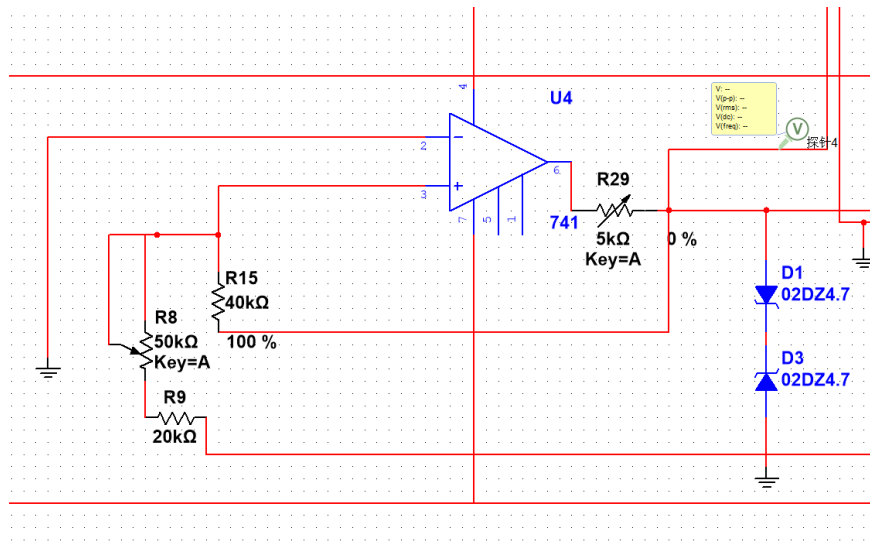 4
U4
V: --
V(p-p): --
V(rms): --
V(dc): --
V(freq): --
V
探针4
2
3
6
7
5
1
741
R29
5kΩ
0 %
Key=A
R15
40kΩ
100 %
R8
50kΩ
Key=A
R9
20kΩ
D1
02DZ4.7
D3
02DZ4.7